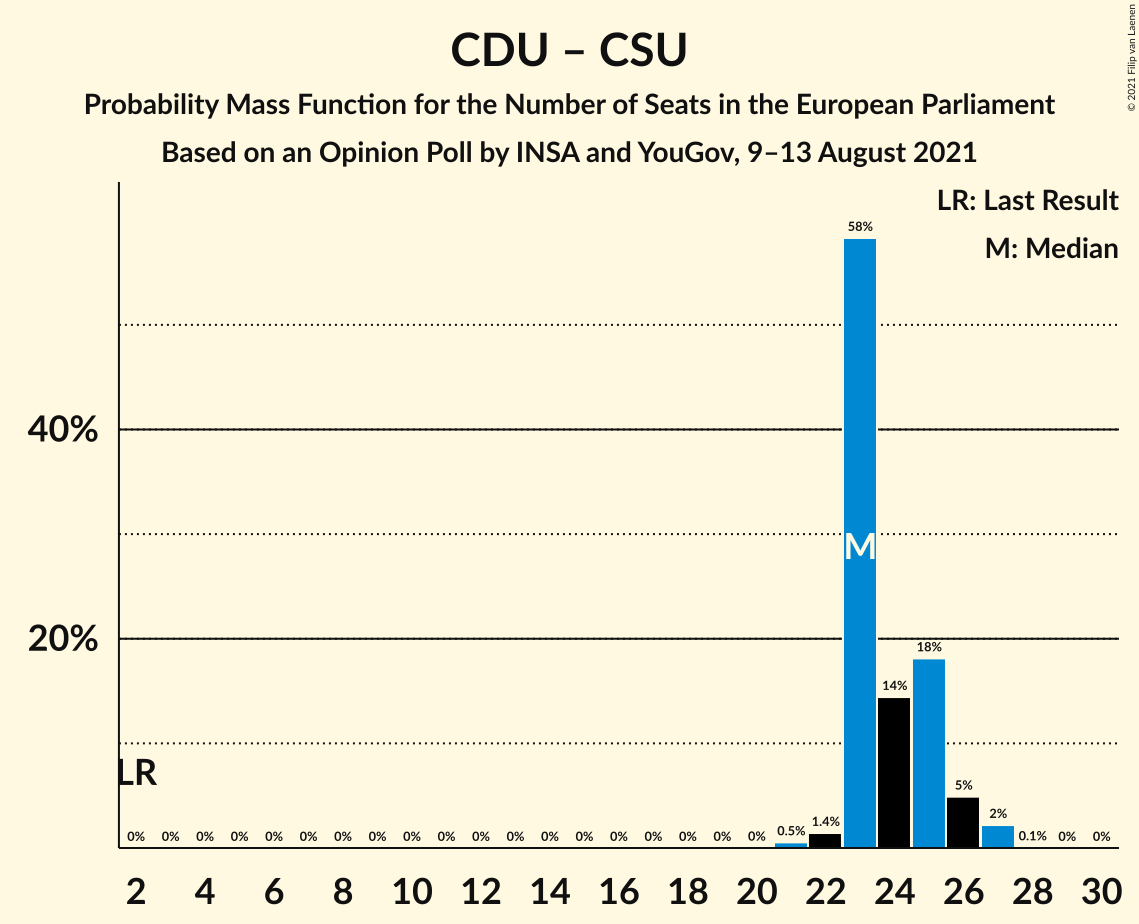 CDU – CSU
Probability Mass Function for the Number of Seats in the European Parliament
Based on an Opinion Poll by INSA and YouGov, 9–13 August 2021
© 2021 Filip van Laenen
LR: Last Result
M: Median
58%
40%
M
20%
18%
14%
LR
5%
2%
1.4%
0.5%
0.1%
0% 0% 0% 0% 0% 0% 0% 0% 0% 0% 0% 0% 0% 0% 0% 0% 0% 0% 0% 0% 0%
2 4 6 8 10 12 14 16 18 20 22 24 26 28 30